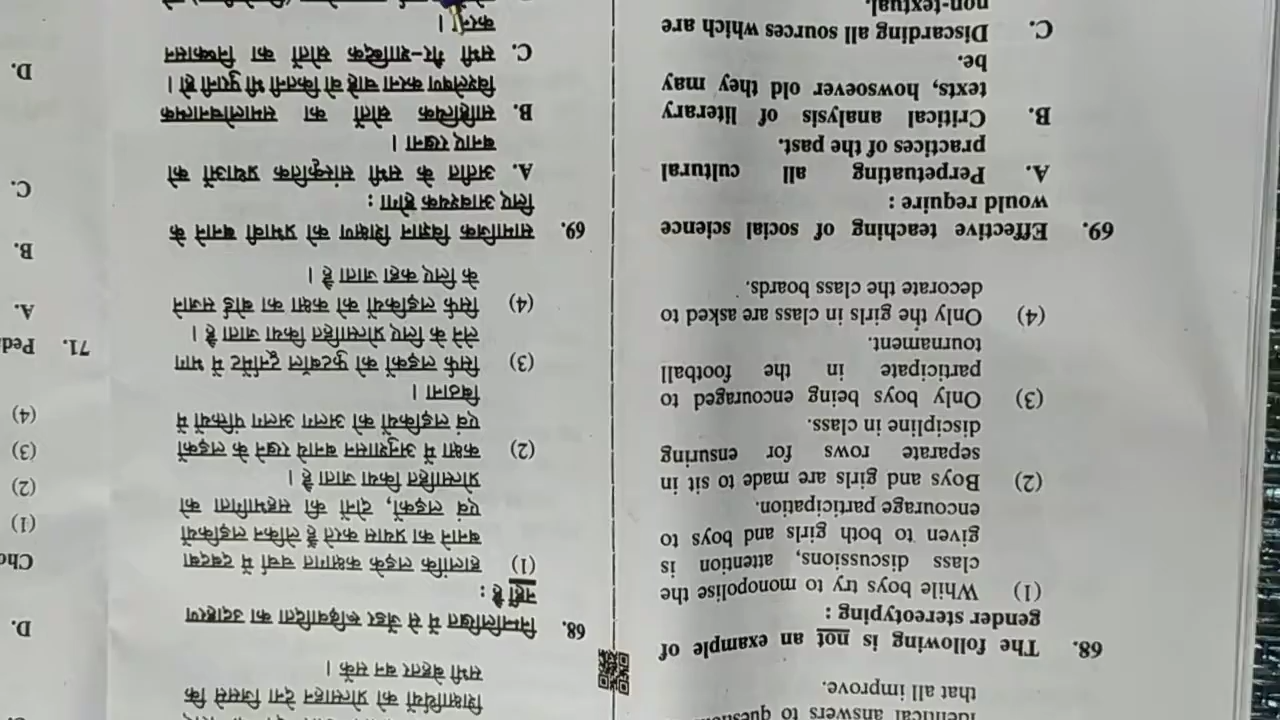 identical answers to
that all improve.
68. The following is not an example of
gender stereotyping :
(1) While boys try to monopolise the
class discussions, attention is
given to both girls and boys to
encourage participation.
(2) Boys and girls are made to sit in
separate rows for ensuring
discipline in class.
(3) Only boys being encouraged to
participate in the football
tournament.
(4) Only the girls in class are asked to
decorate the class boards.
69. Effective teaching of social science
would require :
A. Perpetuating all cultural
practices of the past.
B. Critical analysis of literary
texts, howsoever old they may
be.
C. Discarding all sources which are
non-textual.
शिक्षार्थियों को प्रोत्साहन देना जिससे कि
सभी बेहतर बन सकें ।
68. निम्नलिखित में से जेंडर रूढ़िवादिता का उदाहरण
नहीं है :
(1) हालांकि लड़के कक्षागत चर्चा में दबदबा
बनाने का प्रयास करते हैं लेकिन लड़कियों
एवं लड़कों, दोनों की सहभागिता को
प्रोत्साहित किया जाता है ।
(2) कक्षा में अनुशासन बनाये रखने के लड़कों
एवं लड़कियों को अलग अलग पंक्तियों में
बिठाना ।
(3) सिर्फ लड़कों को फुटबॉल टूर्नामेंट में भाग
लेने के लिए प्रोत्साहित किया जाता है ।
(4) सिर्फ लड़कियों को कक्षा का बोर्ड सजाने
के लिए कहा जाता है ।
69. सामाजिक विज्ञान शिक्षण को प्रभावी बनाने के
लिए आवश्यक होगा :
A. अतीत के सभी सांस्कृतिक प्रथाओं को
बनाए रखना ।
B. साहित्यिक स्रोतों का समालोचनात्मक
विश्लेषण करना चाहे वो कितनी भी पुरानी हो ।
C. सभी गैर-शाब्दिक स्रोतों का निष्कासन
करना ।
D.
(1)
(2)
(3)
(4)
71.
A.
B.
C.
D.